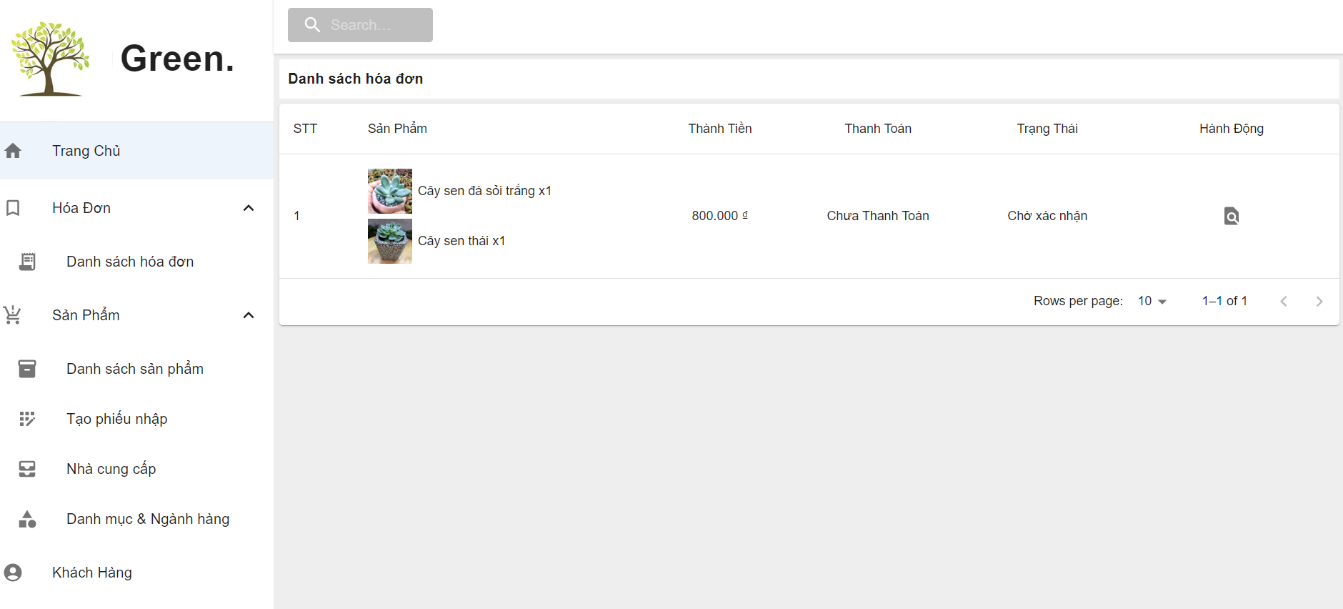 Green.
Search...
Trang Chủ
Hóa Đơn
Danh sách hóa đơn
Sản Phẩm
Danh sách sản phẩm
Tạo phiếu nhập
Nhà cung cấp
Danh mục & Ngành hàng
Khách Hàng
Danh sách hóa đơn
STT Sản Phẩm Thành Tiền Thanh Toán Trạng Thái Hành Động
Cây sen đá sỏi trắng x1
1 800.000 ₫ Chưa Thanh Toán Chờ xác nhận
Cây sen thái x1
Rows per page: 10 1–1 of 1